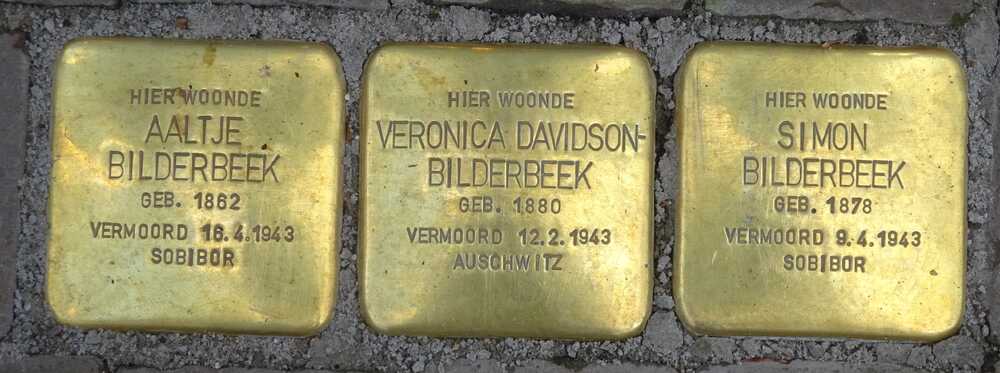 HIER WOONDE
AALTJE
BILDERBEEK
GEB. 1862
VERMOORD 16.4.1943
SOBIBOR
HIER WOONDE
VERONICA DAVIDSON-
BILDERBEEK
GEB. 1880
VERMOORD 12.2.1943
AUSCHWITZ
HIER WOONDE
SIMON
BILDERBEEK
GEB. 1878
VERMOORD 9.4.1943
SOBIBOR